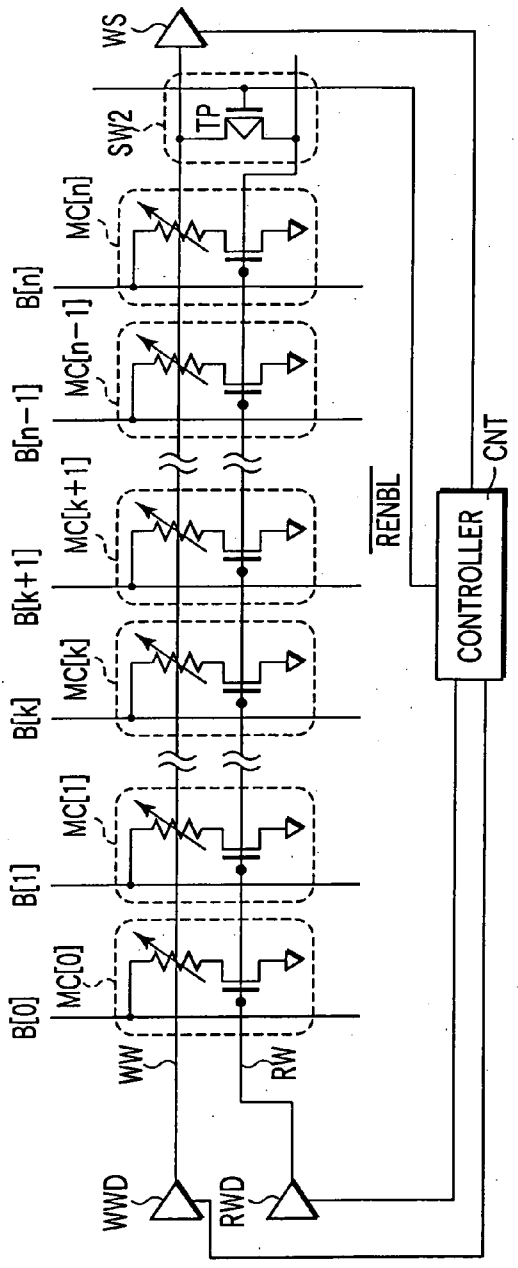 B[0]
B[1]
B[k]
B[k+1]
B[n-1]
B[n]
MC[0]
MC[1]
MC[k]
MC[k+1]
MC[n-1]
MC[n]
SW2
TP
WS
WWD
WW
RWD
RW
RENBL
CONTROLLER
CNT